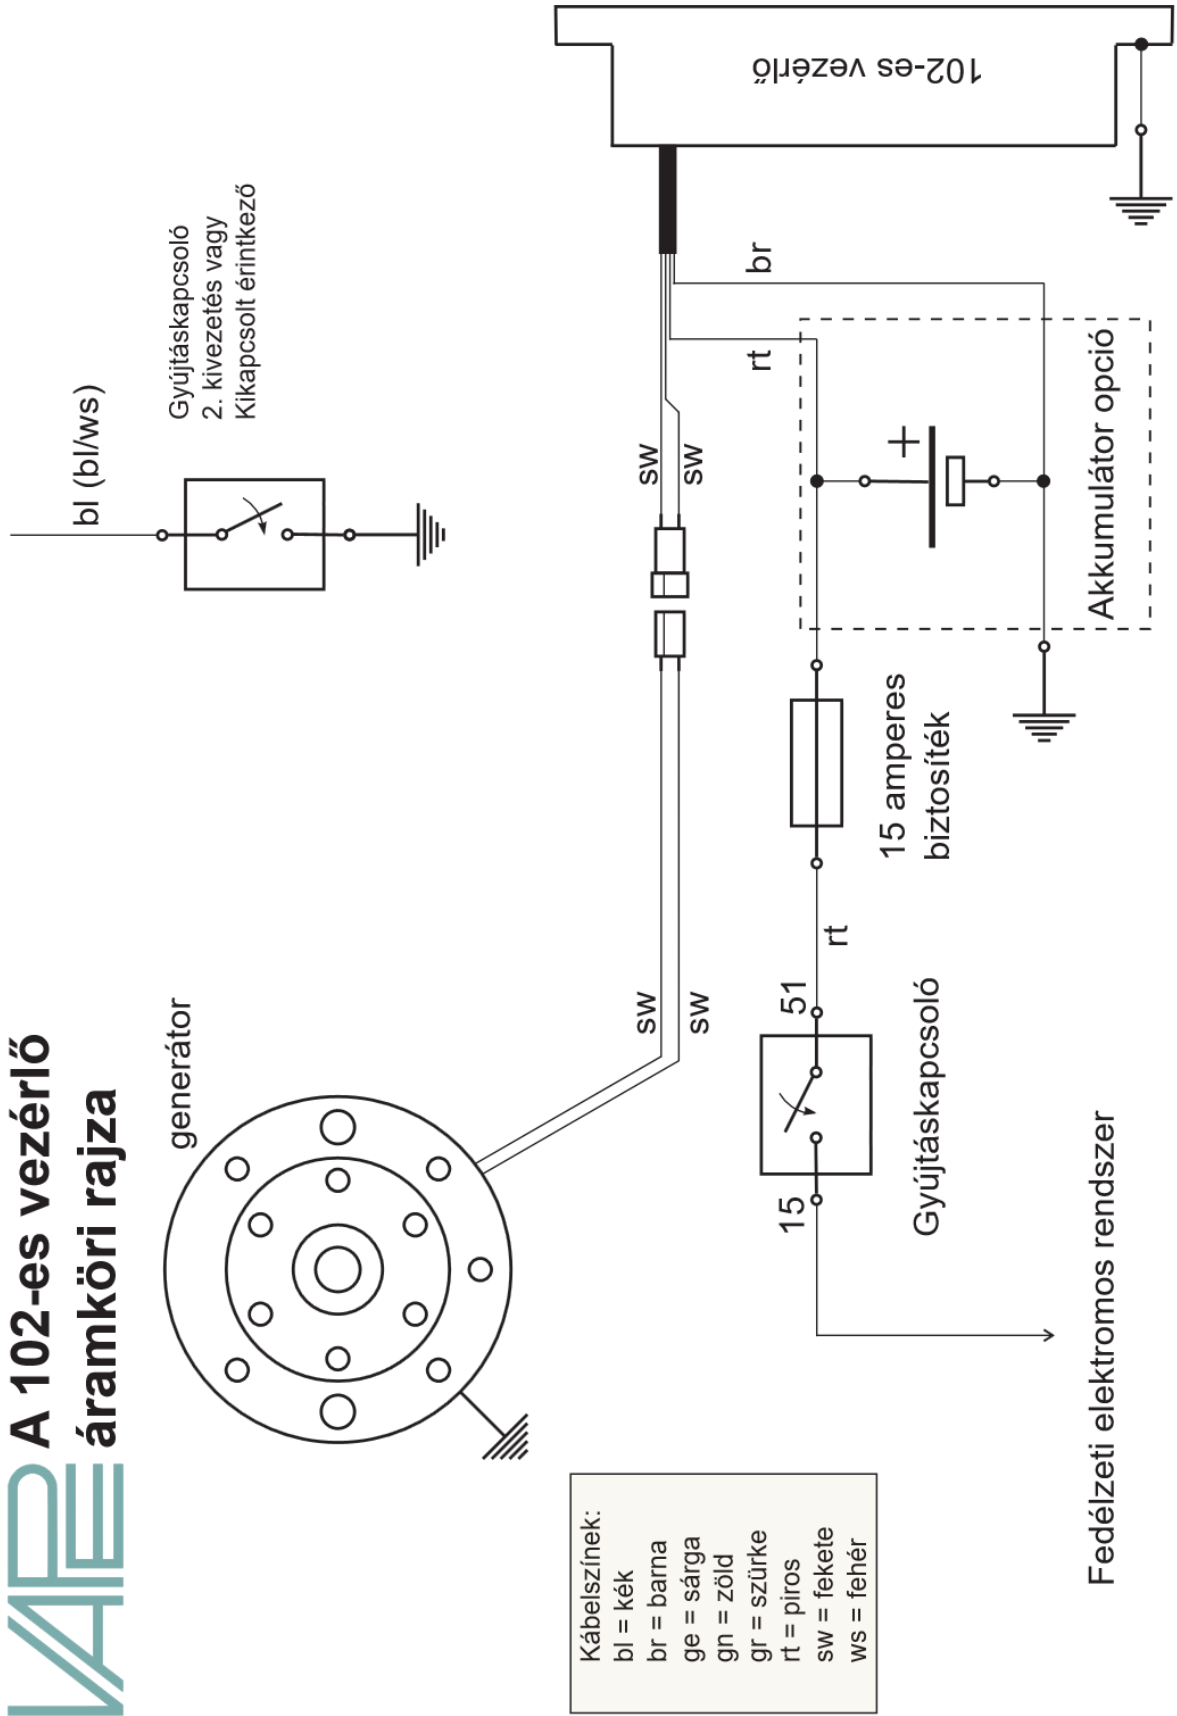 VAPE
A 102-es vezérlő
áramköri rajza
generátor
bl (bl/ws)
Gyújtáskapcsoló
2. kivezetés vagy
Kikapcsolt érintkező
102-es vezérlő
sw
sw
sw
sw
rt
br
15
51
rt
Gyújtáskapcsoló
15 amperes
biztosíték
+
Akkumulátor opció
Fedélzeti elektromos rendszer
Kábelszínek:
bl = kék
br = barna
ge = sárga
gn = zöld
gr = szürke
rt = piros
sw = fekete
ws = fehér